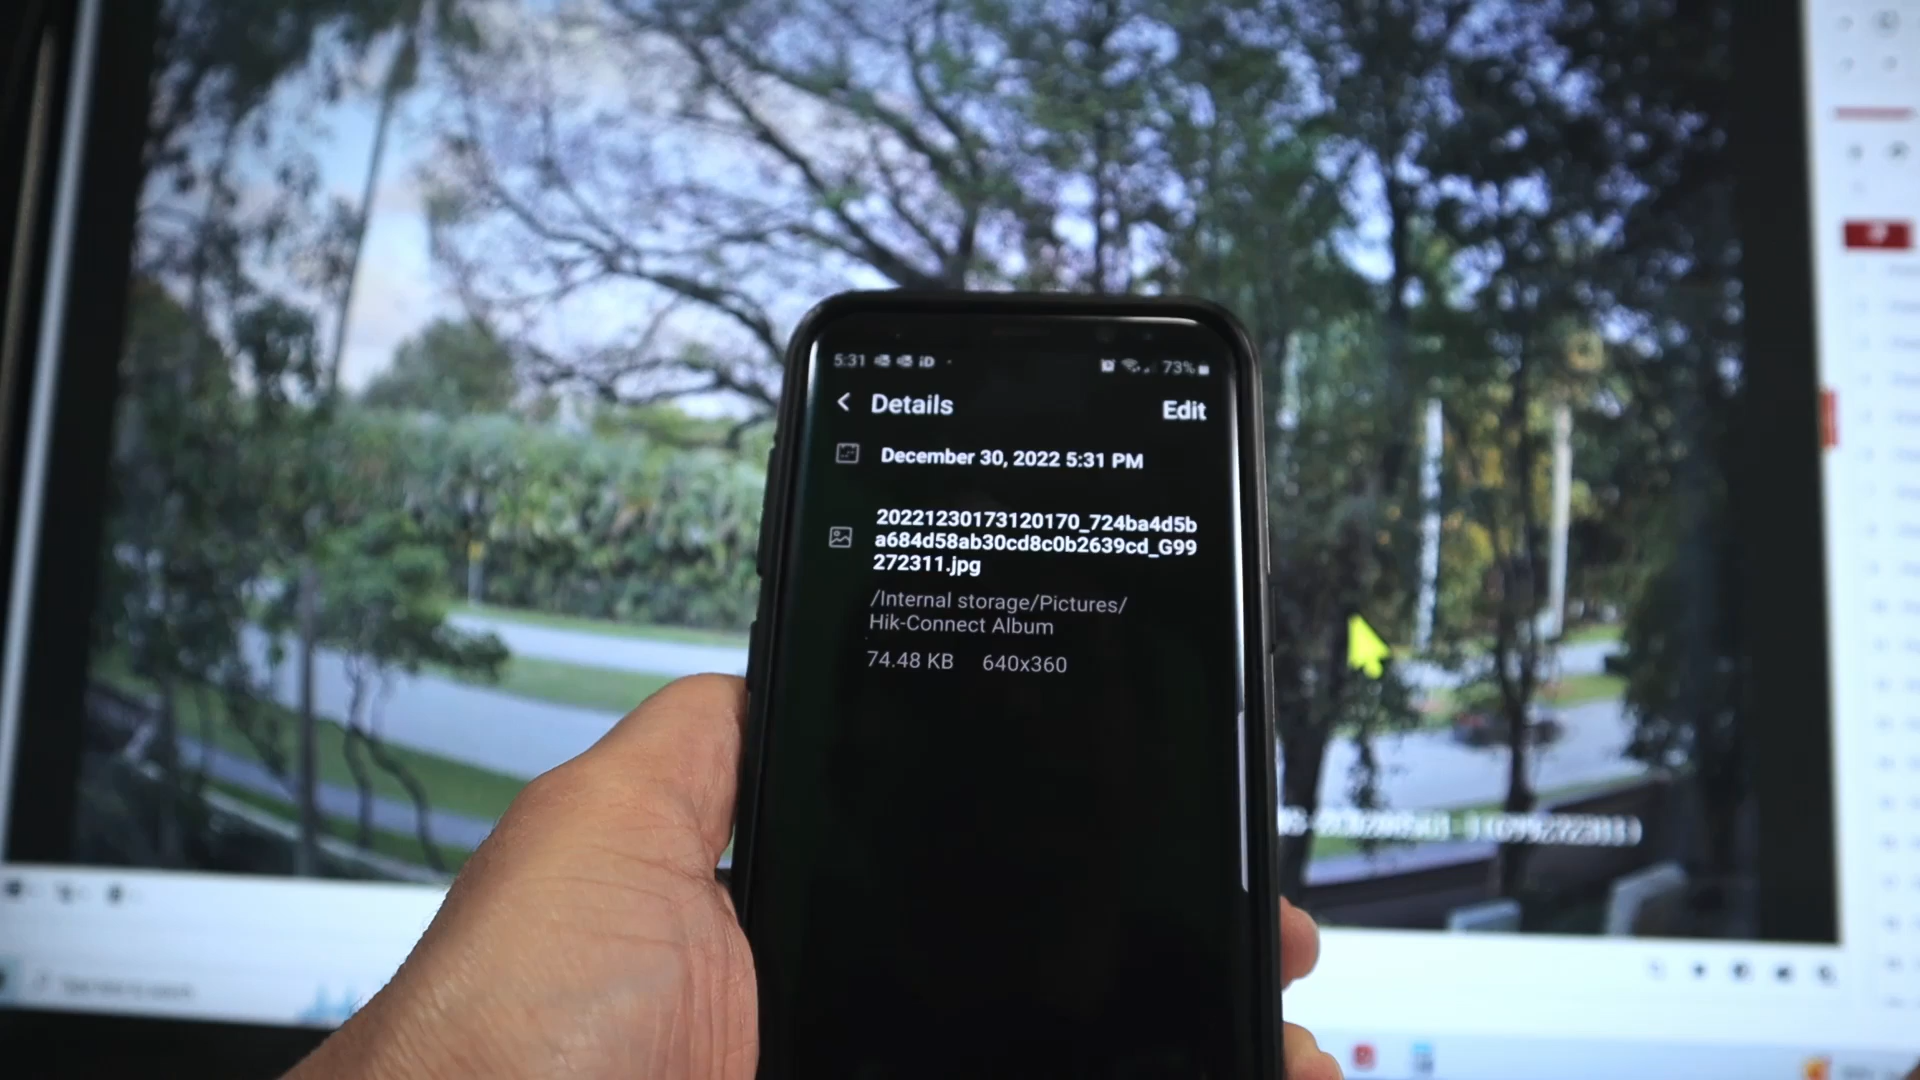 5:31 iD 73%
Details
Edit
December 30, 2022 5:31 PM
20221230173120170_724ba4d5b
a684d58ab30cd8c0b2639cd_G99
272311.jpg
/Internal storage/Pictures/
Hik-Connect Album
74.48 KB 640x360